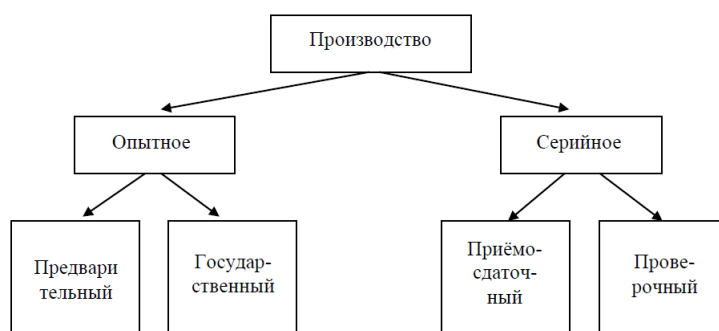 Производство
Опытное
Серийное
Предвари
тельный
Государ-
ственный
Приёмо-
сдаточ-
ный
Прове-
рочный